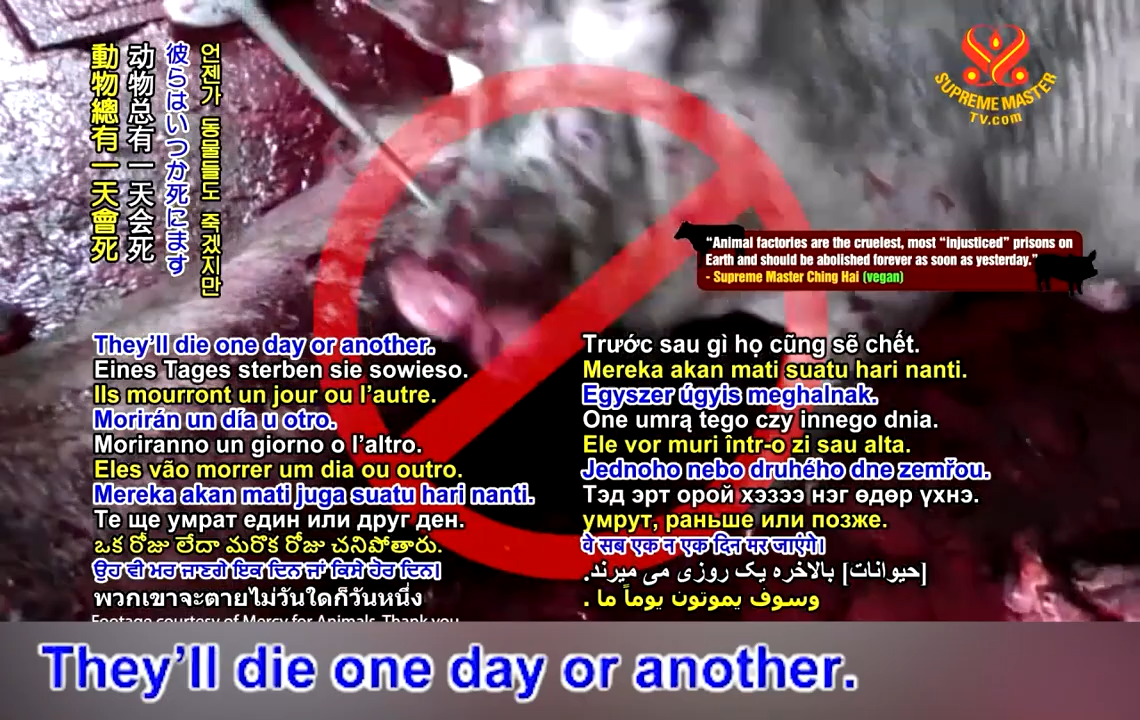 動物總有一天會死
动物总有一天会死
彼らはいつか死にます
언젠가 동물들도 죽겠지만
SUPREME MASTER
TV.com
“Animal factories are the cruelest, most “injusticed” prisons on
Earth and should be abolished forever as soon as yesterday.”
- Supreme Master Ching Hai (vegan)
They’ll die one day or another.
Eines Tages sterben sie sowieso.
Ils mourront un jour ou l’autre.
Morirán un día u otro.
Moriranno un giorno o l’altro.
Eles vão morrer um dia ou outro.
Mereka akan mati juga suatu hari nanti.
Те ще умрат един или друг ден.
ఒక రోజు లేదా మరొక రోజు చనిపోతారు.
ਉਹ ਵੀ ਮਰ ਜਾਣਗੇ ਇਕ ਦਿਨ ਜਾਂ ਕਿਸੇ ਹੋਰ ਦਿਨ।
พวกเขาจะตายไม่วันใดก็วันหนึ่ง
Footage courtesy of Mercy for Animals. Thank you
Trước sau gì họ cũng sẽ chết.
Mereka akan mati suatu hari nanti.
Egyszer úgyis meghalnak.
One umrą tego czy innego dnia.
Ele vor muri într-o zi sau alta.
Jednoho nebo druhého dne zemřou.
Тэд эрт орой хэзээ нэг өдөр үхнэ.
умрут, раньше или позже.
वे सब एक न एक दिन मर जाएंगे।
[حیوانات] بالاخره یک روزی می میرند.
وسوف يموتون يوماً ما .
They’ll die one day or another.